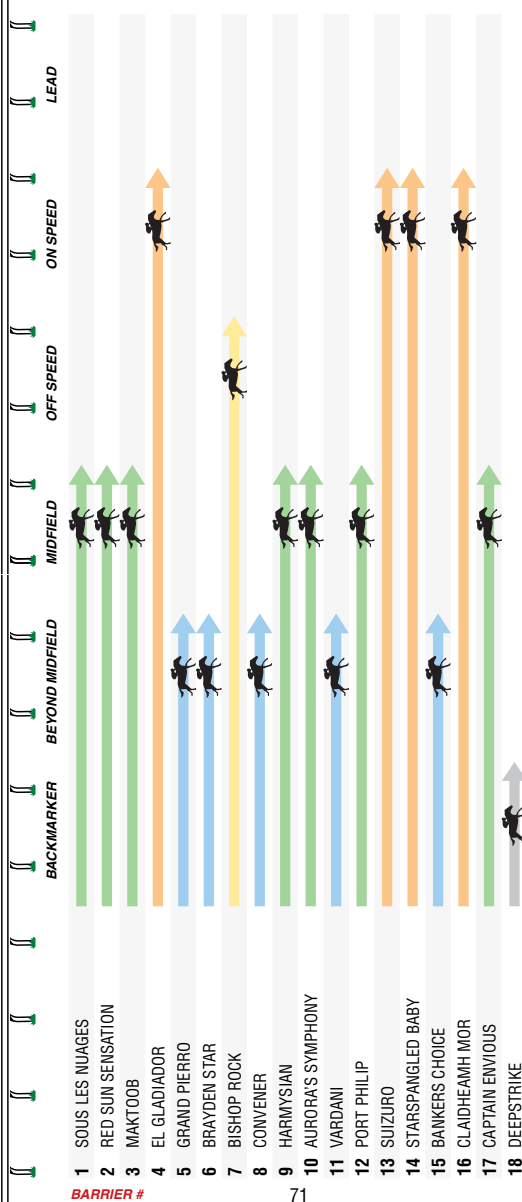 LEAD
ON SPEED
OFF SPEED
MIDFIELD
BEYOND MIDFIELD
BACKMARKER
1 SOUS LES NUAGES
2 RED SUN SENSATION
3 MAKTOOB
4 EL GLADIADOR
5 GRAND PIERRO
6 BRAYDEN STAR
7 BISHOP ROCK
8 CONVENER
9 HARMYSIAN
10 AURORA'S SYMPHONY
11 VARDANI
12 PORT PHILIP
13 SUIZURO
14 STARSPANGLED BABY
15 BANKERS CHOICE
16 CLAIDHEAMH MOR
17 CAPTAIN ENVIOUS
18 DEEPSTRIKE
BARRIER #
71